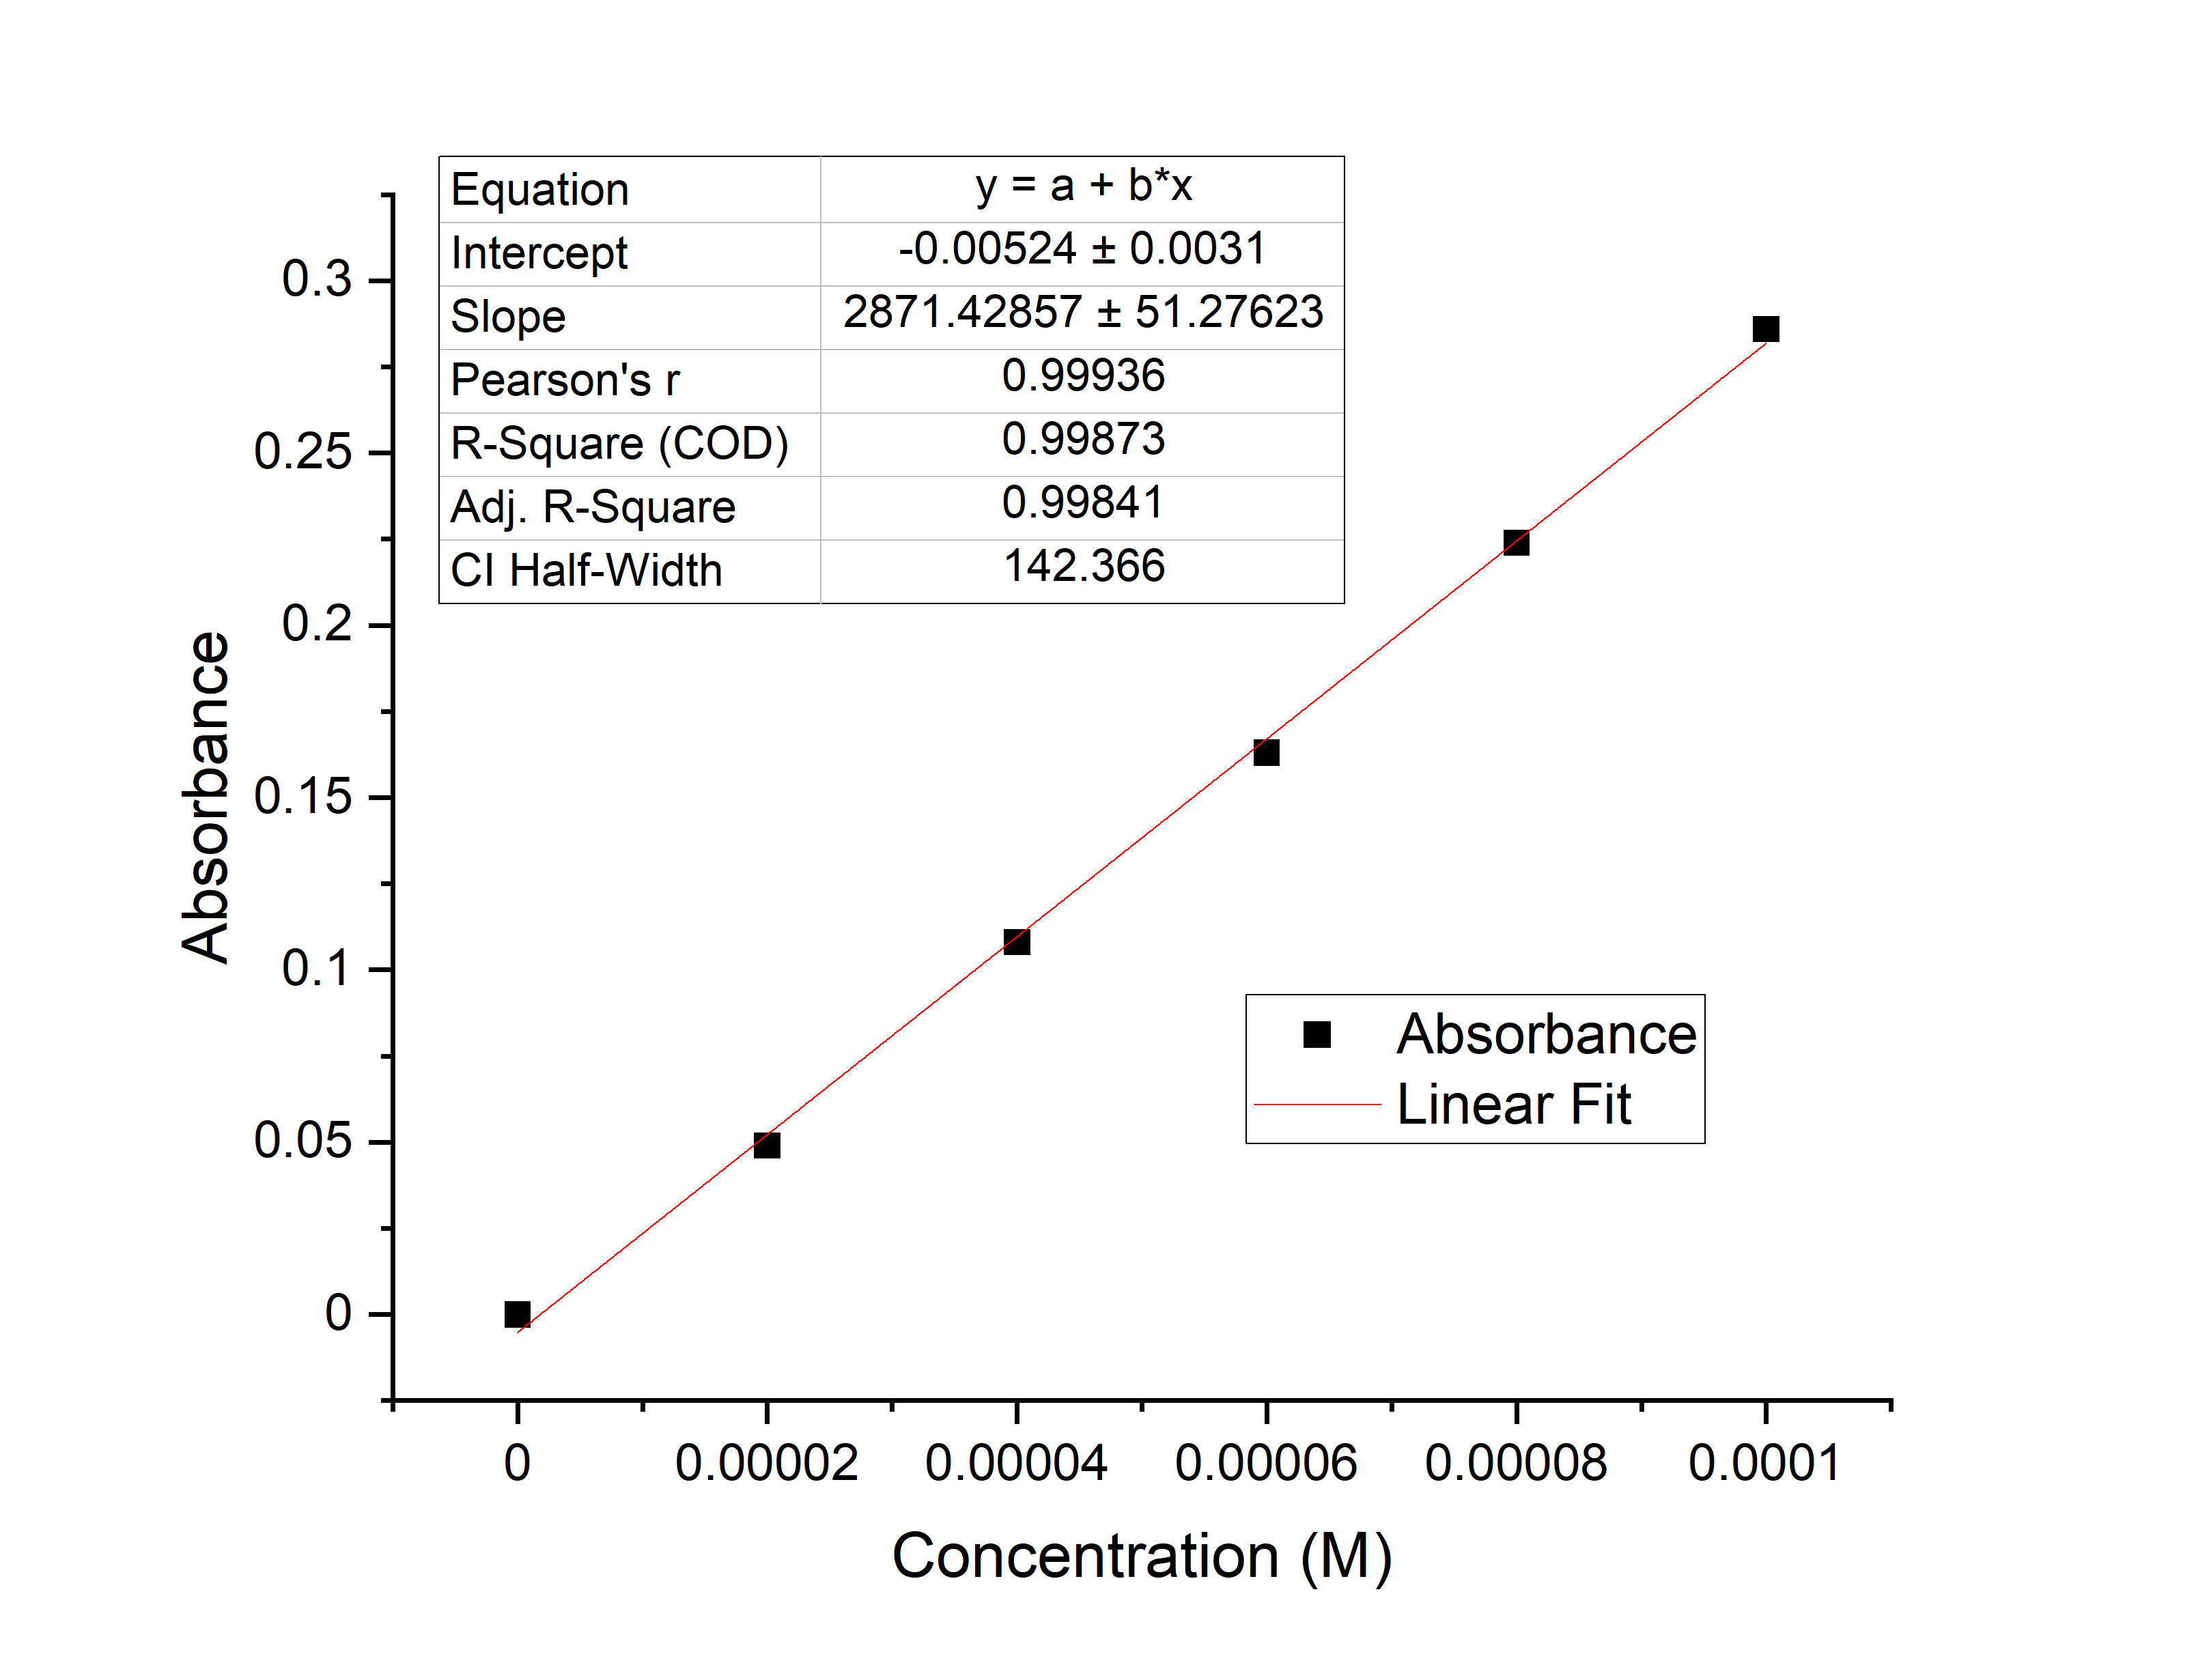 Equation y = a + b*x
Intercept -0.00524 ± 0.0031
Slope 2871.42857 ± 51.27623
Pearson's r 0.99936
R-Square (COD) 0.99873
Adj. R-Square 0.99841
CI Half-Width 142.366
0.3
0.25
0.2
0.15
0.1
0.05
0
Absorbance
Absorbance
Linear Fit
0 0.00002 0.00004 0.00006 0.00008 0.0001
Concentration (M)